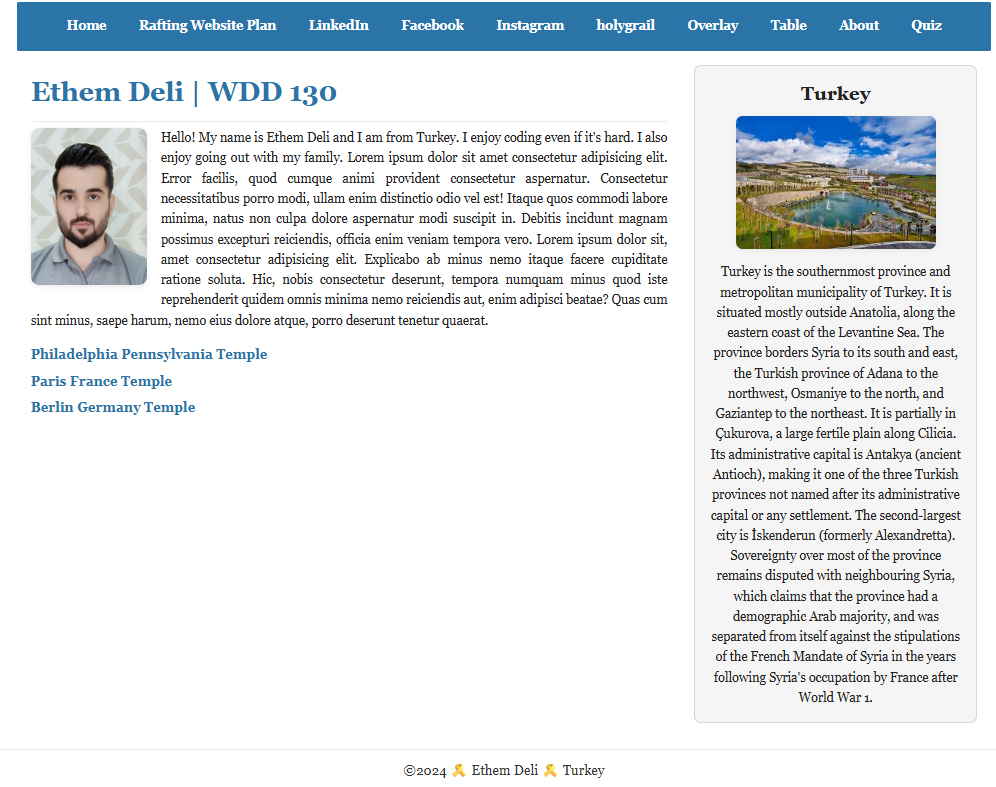 Home Rafting Website Plan LinkedIn Facebook Instagram holygrail Overlay Table About Quiz
Ethem Deli | WDD 130
Hello! My name is Ethem Deli and I am from Turkey. I enjoy coding even if it's hard. I also
enjoy going out with my family. Lorem ipsum dolor sit amet consectetur adipisicing elit.
Error facilis, quod cumque animi provident consectetur aspernatur. Consectetur
necessitatibus porro modi, ullam enim distinctio odio vel est! Itaque quos commodi labore
minima, natus non culpa dolore aspernatur modi suscipit in. Debitis incidunt magnam
possimus excepturi reiciendis, officia enim veniam tempora vero. Lorem ipsum dolor sit,
amet consectetur adipisicing elit. Explicabo ab minus nemo itaque facere cupiditate
ratione soluta. Hic, nobis consectetur deserunt, tempora numquam minus quod iste
reprehenderit quidem omnis minima nemo reiciendis aut, enim adipisci beatae? Quas cum
sint minus, saepe harum, nemo eius dolore atque, porro deserunt tenetur quaerat.
Philadelphia Pennsylvania Temple
Paris France Temple
Berlin Germany Temple
Turkey
Turkey is the southernmost province and
metropolitan municipality of Turkey. It is
situated mostly outside Anatolia, along the
eastern coast of the Levantine Sea. The
province borders Syria to its south and east,
the Turkish province of Adana to the
northwest, Osmaniye to the north, and
Gaziantep to the northeast. It is partially in
Çukurova, a large fertile plain along Cilicia.
Its administrative capital is Antakya (ancient
Antioch), making it one of the three Turkish
provinces not named after its administrative
capital or any settlement. The second-largest
city is İskenderun (formerly Alexandretta).
Sovereignty over most of the province
remains disputed with neighbouring Syria,
which claims that the province had a
demographic Arab majority, and was
separated from itself against the stipulations
of the French Mandate of Syria in the years
following Syria's occupation by France after
World War 1.
©2024 🎗️ Ethem Deli 🎗️ Turkey